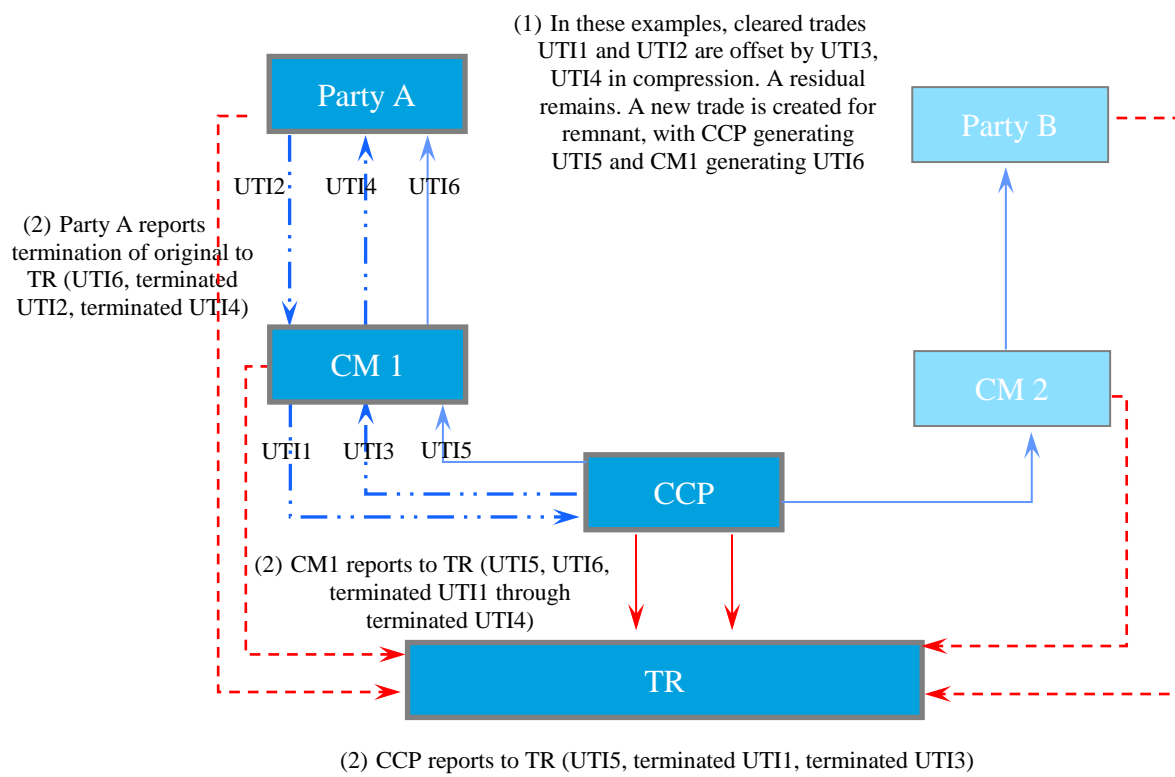 (1) In these examples, cleared trades
UTI1 and UTI2 are offset by UTI3,
UTI4 in compression. A residual
remains. A new trade is created for
remnant, with CCP generating
UTI5 and CM1 generating UTI6
Party A
Party B
UTI2
UTI4
UTI6
(2) Party A reports
termination of original to
TR (UTI6, terminated
UTI2, terminated UTI4)
CM 1
CM 2
UTI1
UTI3
UTI5
CCP
(2) CM1 reports to TR (UTI5, UTI6,
terminated UTI1 through
terminated UTI4)
TR
(2) CCP reports to TR (UTI5, terminated UTI1, terminated UTI3)